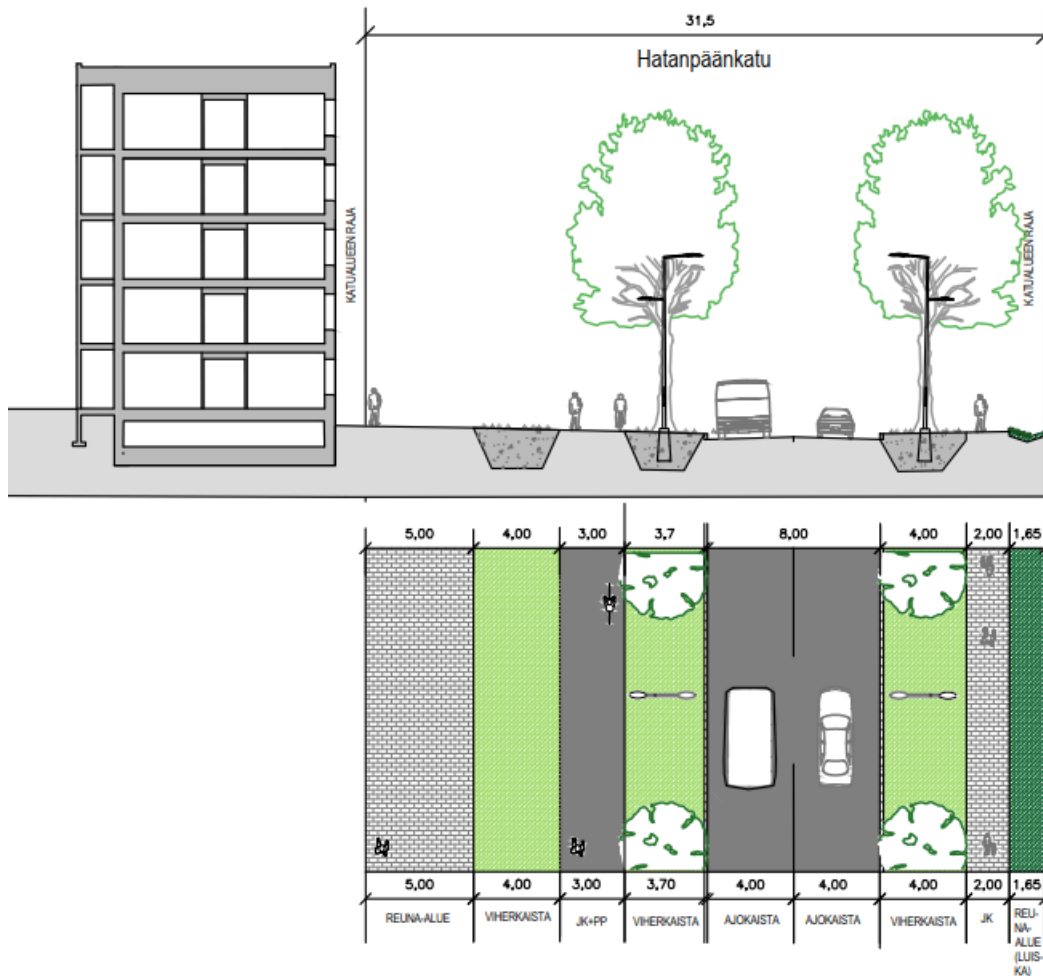 31,5
Hatanpäänkatu
KATUALUEEN RAJA
KATUALUEEN RAJA
5,00 4,00 3,00 3,7 8,00 4,00 2,00 1,65
5,00 4,00 3,00 3,70 4,00 4,00 4,00 2,00 1,65
REUNA-ALUE VIHERKAISTA JK+PP VIHERKAISTA AJOKAISTA AJOKAISTA VIHERKAISTA JK REU-
NA-
ALUE
(LUIS-
KA)